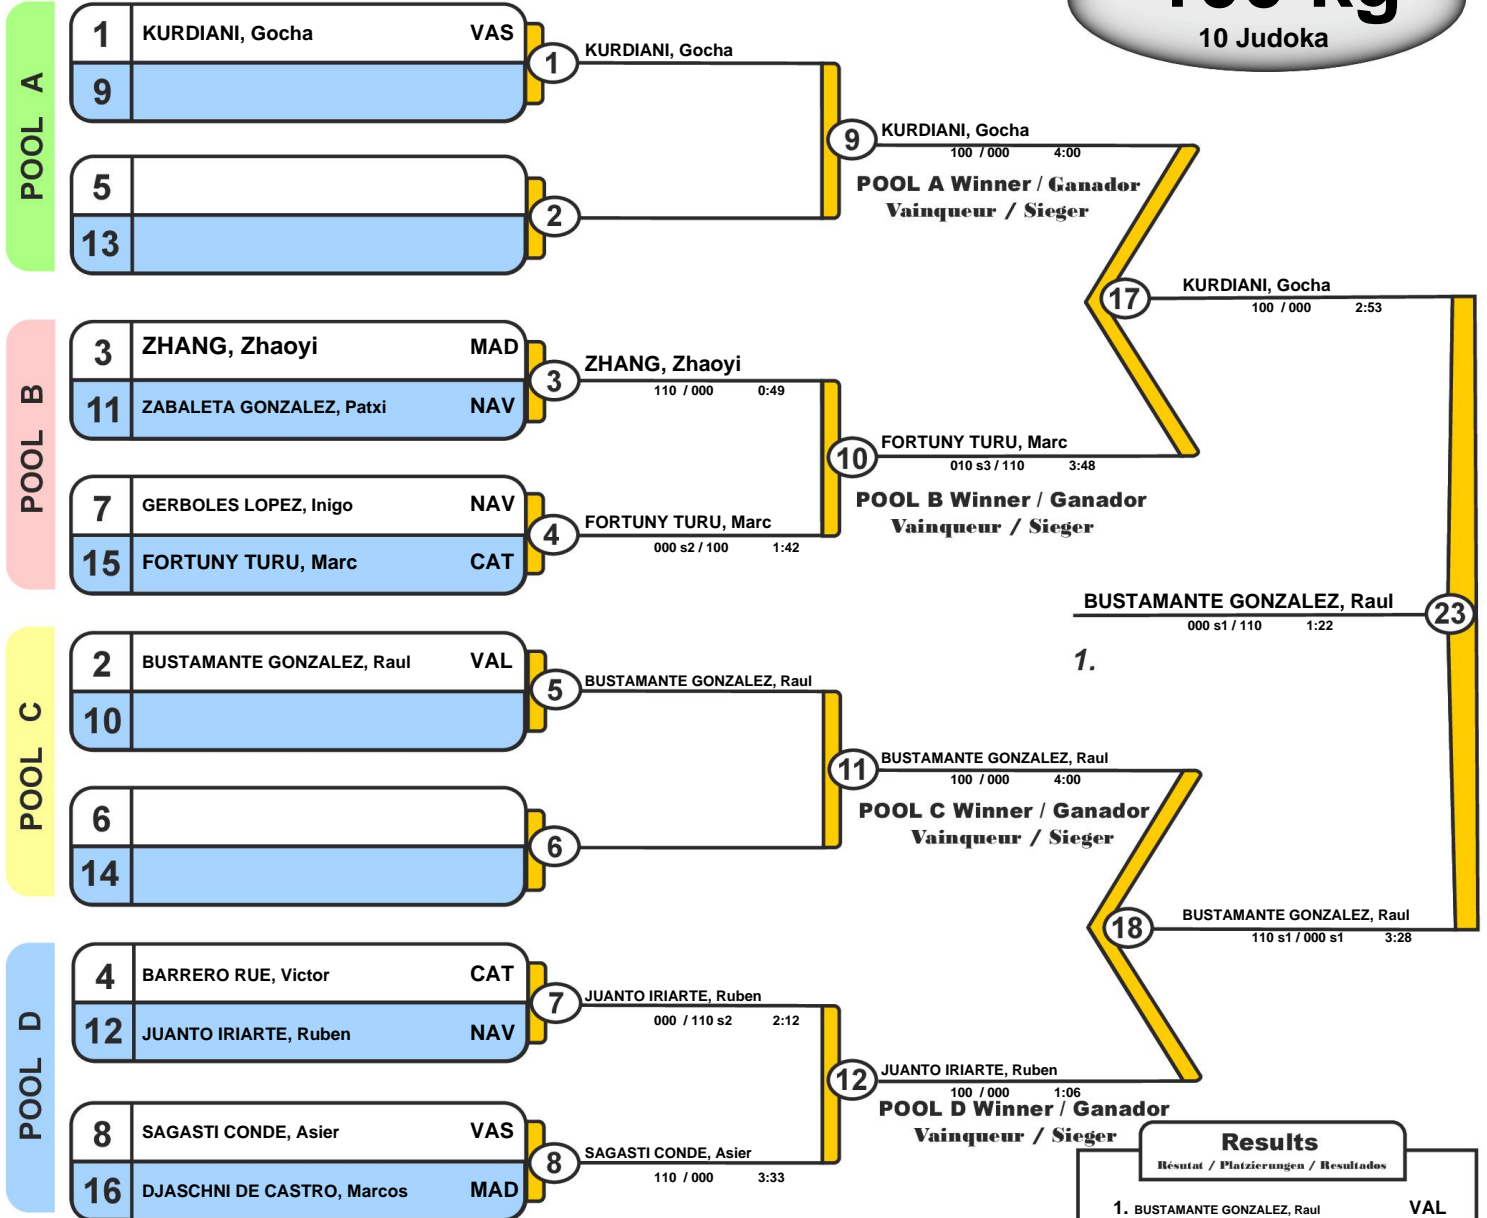 100 kg
10 Judoka
POOL A
1 KURDIANI, Gocha VAS
9
1
KURDIANI, Gocha
5
13
2
9
KURDIANI, Gocha
100 / 000 4:00
POOL A Winner / Ganador
Vainqueur / Sieger
17
KURDIANI, Gocha
100 / 000 2:53
POOL B
3 ZHANG, Zhaoyi MAD
11 ZABALETA GONZALEZ, Patxi NAV
3
ZHANG, Zhaoyi
110 / 000 0:49
7 GERBOLES LOPEZ, Inigo NAV
15 FORTUNY TURU, Marc CAT
4
FORTUNY TURU, Marc
000 s2 / 100 1:42
10
FORTUNY TURU, Marc
010 s3 / 110 3:48
POOL B Winner / Ganador
Vainqueur / Sieger
BUSTAMANTE GONZALEZ, Raul
23
000 s1 / 110 1:22
1.
POOL C
2 BUSTAMANTE GONZALEZ, Raul VAL
10
5
BUSTAMANTE GONZALEZ, Raul
6
14
6
11
BUSTAMANTE GONZALEZ, Raul
100 / 000 4:00
POOL C Winner / Ganador
Vainqueur / Sieger
18
BUSTAMANTE GONZALEZ, Raul
110 s1 / 000 s1 3:28
POOL D
4 BARRERO RUE, Victor CAT
12 JUANTO IRIARTE, Ruben NAV
7
JUANTO IRIARTE, Ruben
000 / 110 s2 2:12
8 SAGASTI CONDE, Asier VAS
16 DJASCHNI DE CASTRO, Marcos MAD
8
SAGASTI CONDE, Asier
110 / 000 3:33
12
JUANTO IRIARTE, Ruben
100 / 000 1:06
POOL D Winner / Ganador
Vainqueur / Sieger
Results
Résutat / Platzierungen / Resultados
1. BUSTAMANTE GONZALEZ, Raul VAL